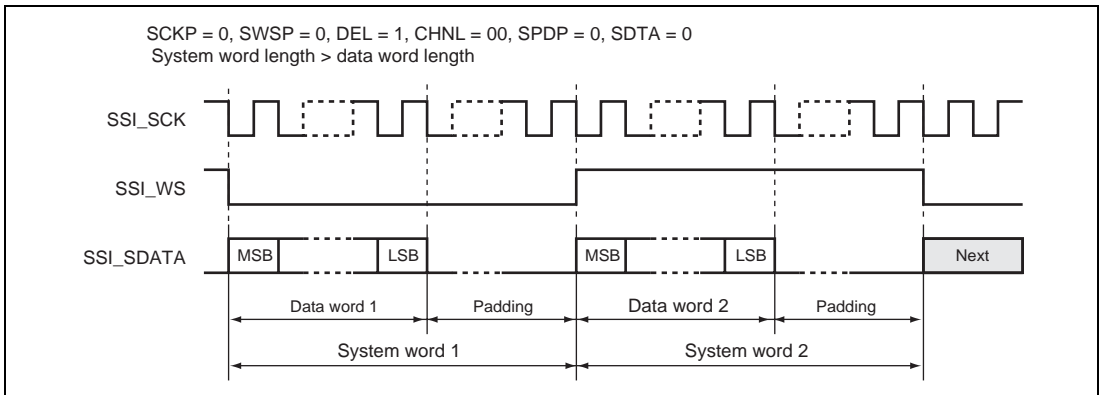 SCKP = 0, SWSP = 0, DEL = 1, CHNL = 00, SPDP = 0, SDTA = 0
System word length > data word length
SSI_SCK
SSI_WS
SSI_SDATA
MSB
LSB
MSB
LSB
Next
Data word 1
Padding
Data word 2
Padding
System word 1
System word 2